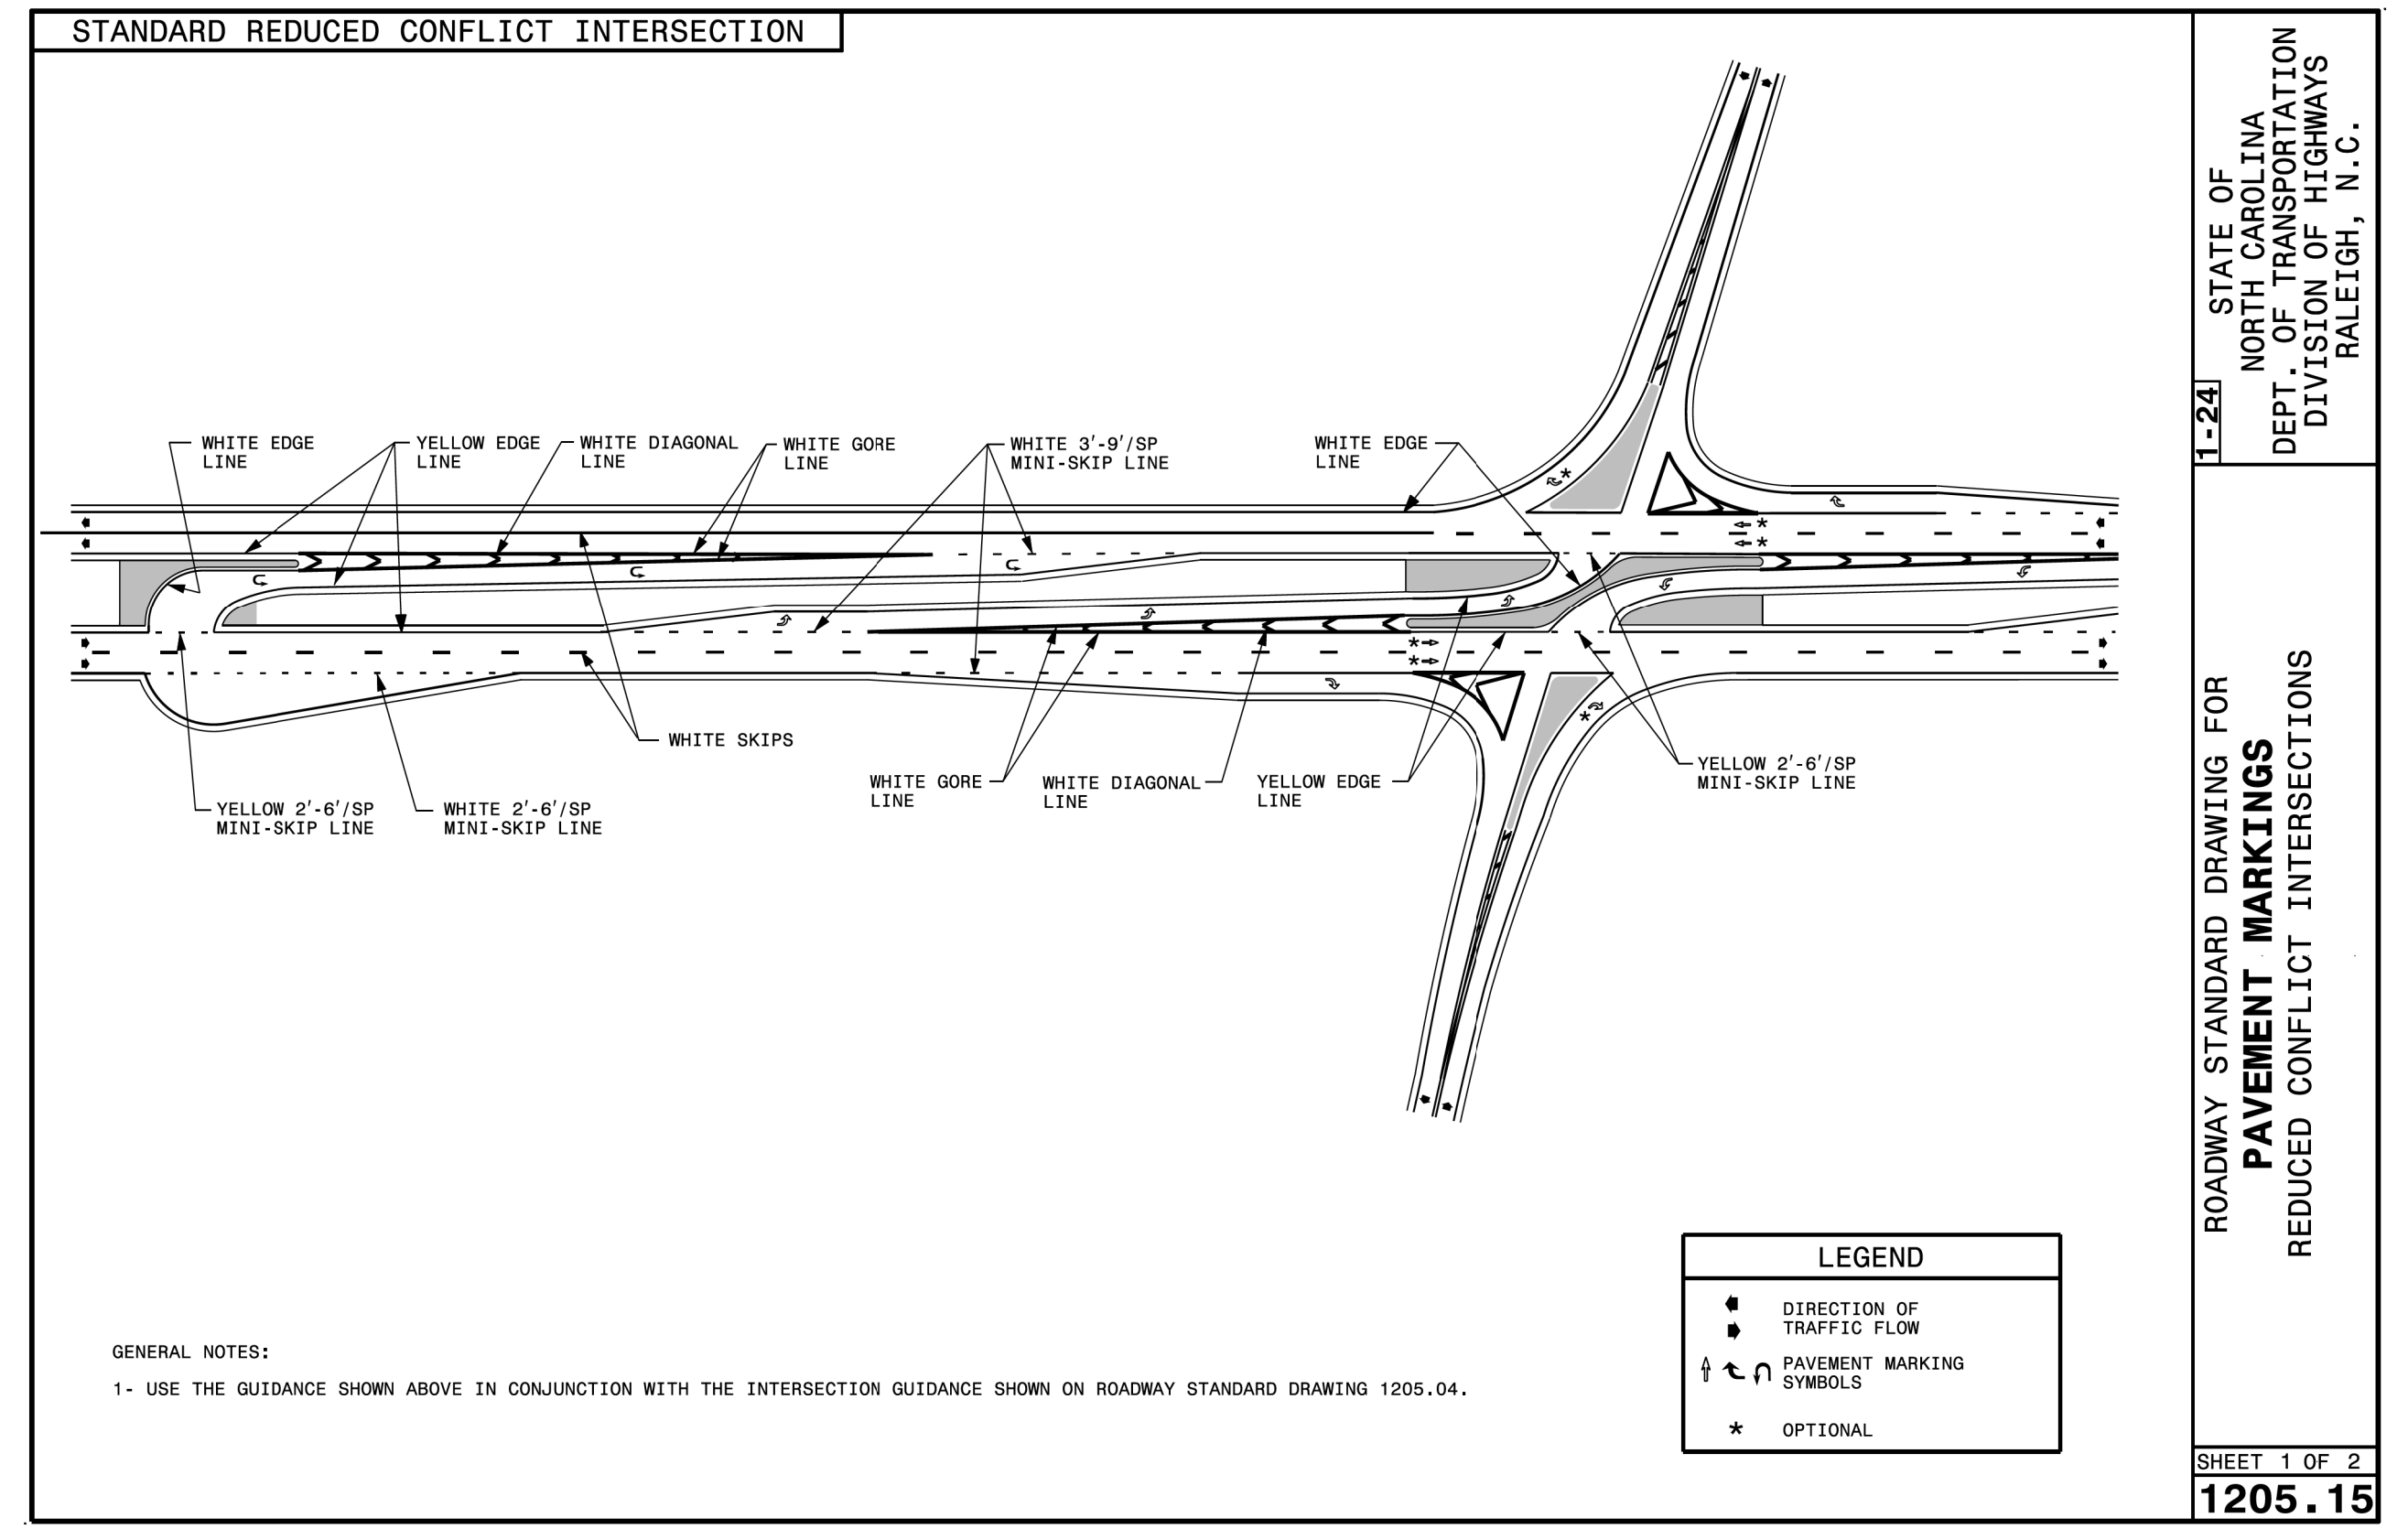 STANDARD REDUCED CONFLICT INTERSECTION
WHITE EDGE
LINE
YELLOW EDGE
LINE
WHITE DIAGONAL
LINE
WHITE GORE
LINE
WHITE 3'-9'/SP
MINI-SKIP LINE
WHITE EDGE
LINE
*
*
*
*
*
*
WHITE SKIPS
WHITE GORE
LINE
WHITE DIAGONAL
LINE
YELLOW EDGE
LINE
YELLOW 2'-6'/SP
MINI-SKIP LINE
YELLOW 2'-6'/SP
MINI-SKIP LINE
WHITE 2'-6'/SP
MINI-SKIP LINE
GENERAL NOTES:
1- USE THE GUIDANCE SHOWN ABOVE IN CONJUNCTION WITH THE INTERSECTION GUIDANCE SHOWN ON ROADWAY STANDARD DRAWING 1205.04.
LEGEND
DIRECTION OF
TRAFFIC FLOW
PAVEMENT MARKING
SYMBOLS
* OPTIONAL
1-24
STATE OF
NORTH CAROLINA
DEPT. OF TRANSPORTATION
DIVISION OF HIGHWAYS
RALEIGH, N.C.
ROADWAY STANDARD DRAWING FOR
PAVEMENT MARKINGS
REDUCED CONFLICT INTERSECTIONS
SHEET 1 OF 2
1205.15